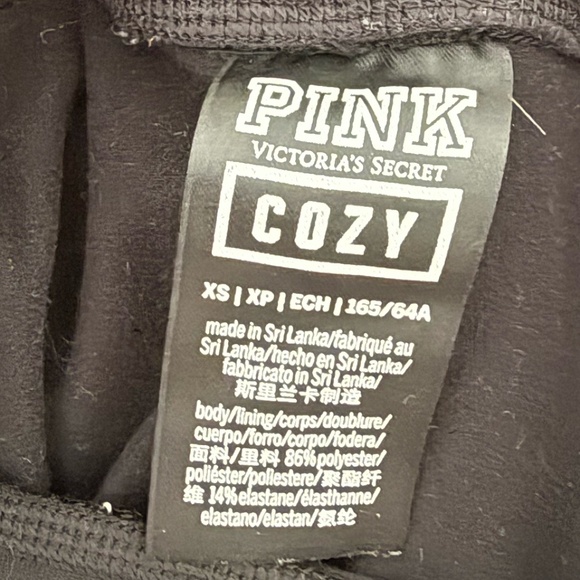 PINK
VICTORIA'S SECRET
COZY
XS | XP | ECH | 165/64A
made in Sri Lanka/fabriqué au
Sri Lanka/hecho en Sri Lanka/
fabbricato in Sri Lanka/
斯里兰卡制造
body/lining/corps/doublure/
cuerpo/forro/corpo/fodera/
面料/里料 86% polyester/
poliéster/poliestere/聚酯纤
维 14% elastane/élasthanne/
elastano/elastan/氨纶